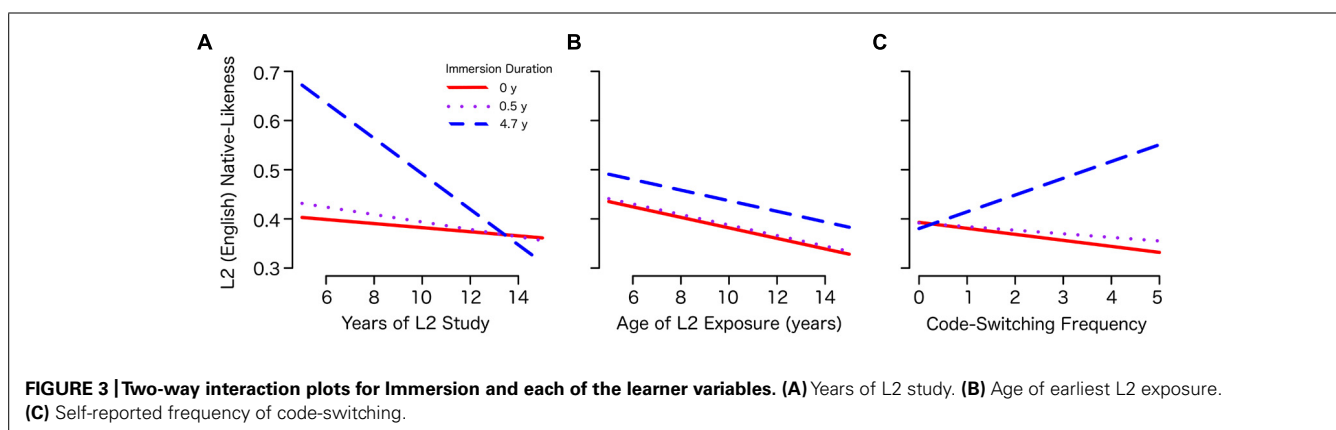 A
B
C
L2 (English) Native-Likeness
0.7
0.6
0.5
0.4
0.3
Immersion Duration
0 y
0.5 y
4.7 y
6 8 10 12 14
6 8 10 12 14
0 1 2 3 4 5
Years of L2 Study
Age of L2 Exposure (years)
Code-Switching Frequency
FIGURE 3 | Two-way interaction plots for Immersion and each of the learner variables. (A) Years of L2 study. (B) Age of earliest L2 exposure.
(C) Self-reported frequency of code-switching.